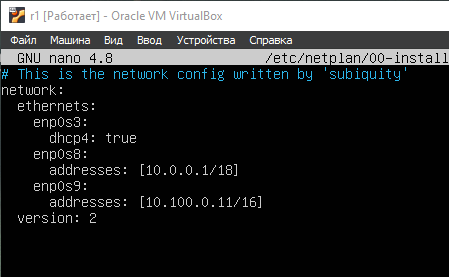 r1 [Работает] - Oracle VM VirtualBox
Файл Машина Вид Ввод Устройства Справка
GNU nano 4.8 /etc/netplan/00-install
# This is the network config written by 'subiquity'
network:
ethernets:
enp0s3:
dhcp4: true
enp0s8:
addresses: [10.0.0.1/18]
enp0s9:
addresses: [10.100.0.11/16]
version: 2